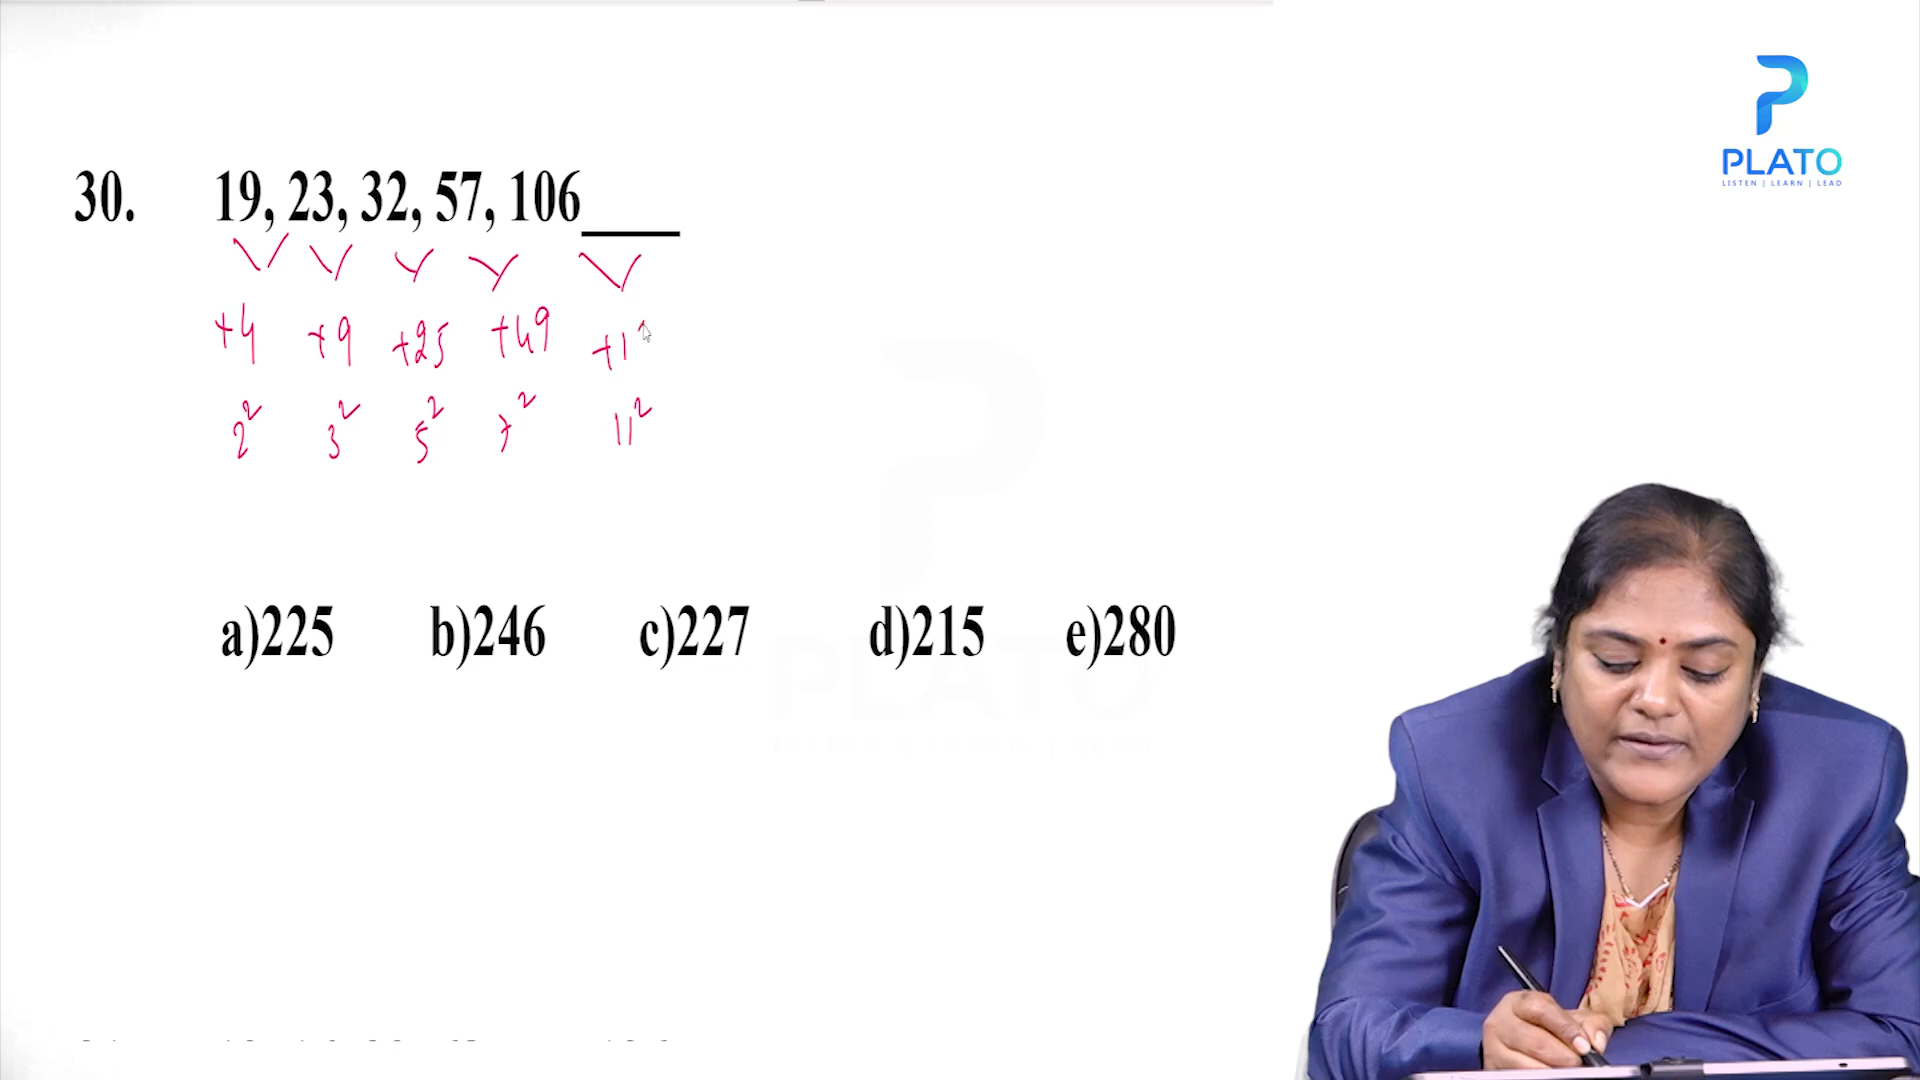 PLATO
LISTEN | LEARN | LEAD
30. 19, 23, 32, 57, 106____
+4 +9 +25 +49 +1
2² 3² 5² 7² 11²
a)225 b)246 c)227 d)215 e)280
PLATO